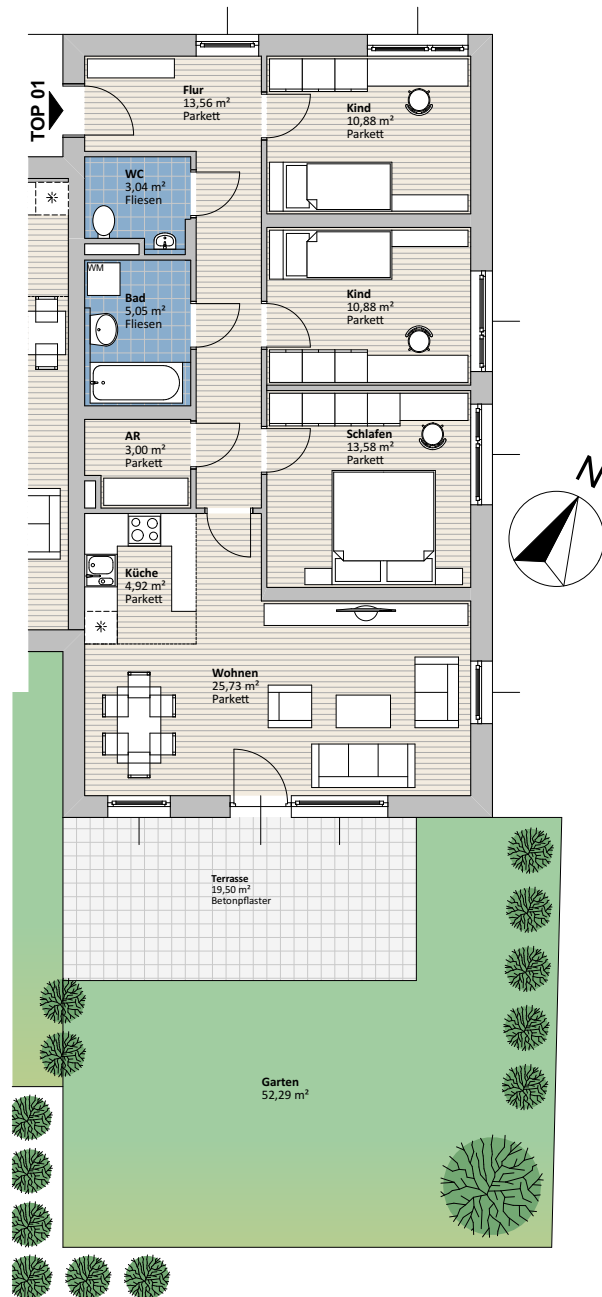 TOP 01
Flur
13,56 m²
Parkett
Kind
10,88 m²
Parkett
WC
3,04 m²
Fliesen
WM
Bad
5,05 m²
Fliesen
Kind
10,88 m²
Parkett
AR
3,00 m²
Parkett
Schlafen
13,58 m²
Parkett
N
Küche
4,92 m²
Parkett
Wohnen
25,73 m²
Parkett
Terrasse
19,50 m²
Betonpflaster
Garten
52,29 m²